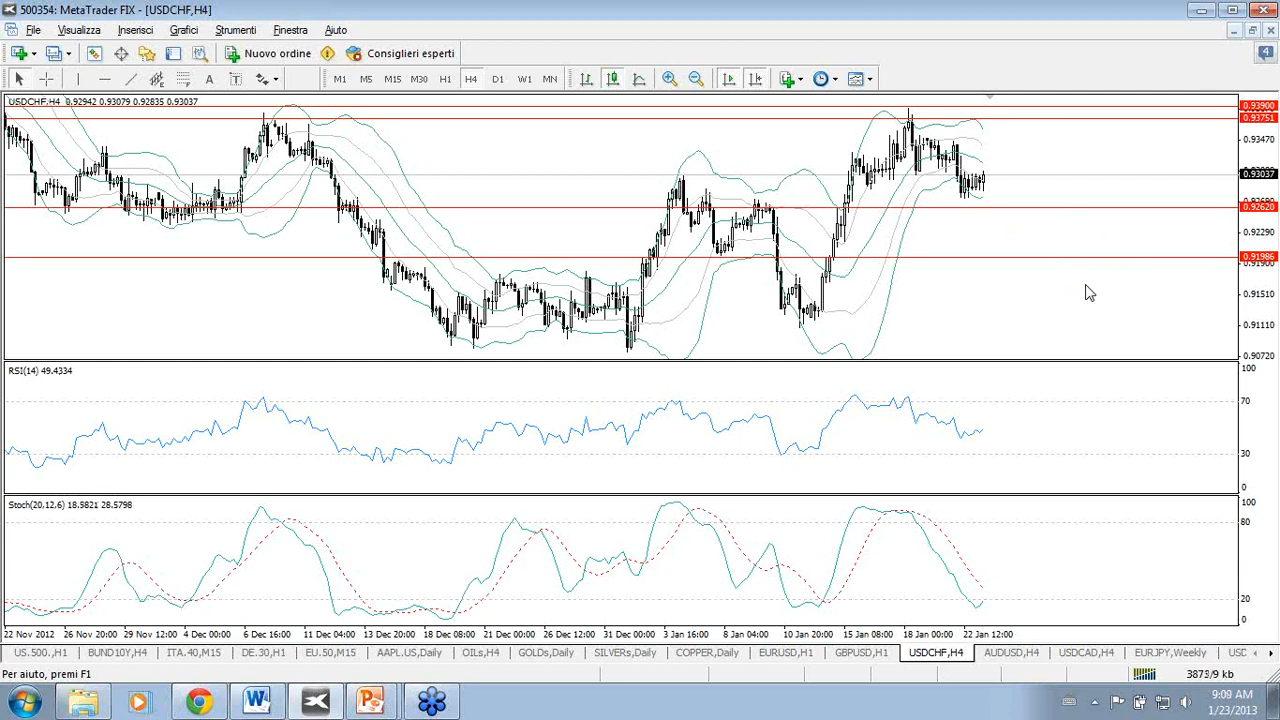 500354: MetaTrader FIX - [USDCHF,H4]
File Visualizza Inserisci Grafici Strumenti Finestra Aiuto
Nuovo ordine Consiglieri esperti 4
A T M1 M5 M15 M30 H1 H4 D1 W1 MN
USDCHF,H4 0.92942 0.93079 0.92835 0.93037
0.93900
0.93751
0.93470
0.93037
0.92620
0.92290
0.91986
0.91510
0.91110
0.90720
RSI(14) 49.4334
100
70
30
0
Stoch(20,12,6) 18.5821 28.5798
100
80
20
0
22 Nov 2012 26 Nov 20:00 29 Nov 12:00 4 Dec 00:00 6 Dec 16:00 11 Dec 04:00 13 Dec 20:00 18 Dec 08:00 21 Dec 00:00 26 Dec 12:00 31 Dec 00:00 3 Jan 16:00 8 Jan 04:00 10 Jan 20:00 15 Jan 08:00 18 Jan 00:00 22 Jan 12:00
US.500.,H1 BUND10Y,H4 ITA.40,M15 DE.30,H1 EU.50,M15 AAPL.US,Daily OILs,H4 GOLDs,Daily SILVERs,Daily COPPER,Daily EURUSD,H1 GBPUSD,H1 USDCHF,H4 AUDUSD,H4 USDCAD,H4 EURJPY,Weekly USD
Per aiuto, premi F1 3873/9 kb
9:09 AM
1/23/2013